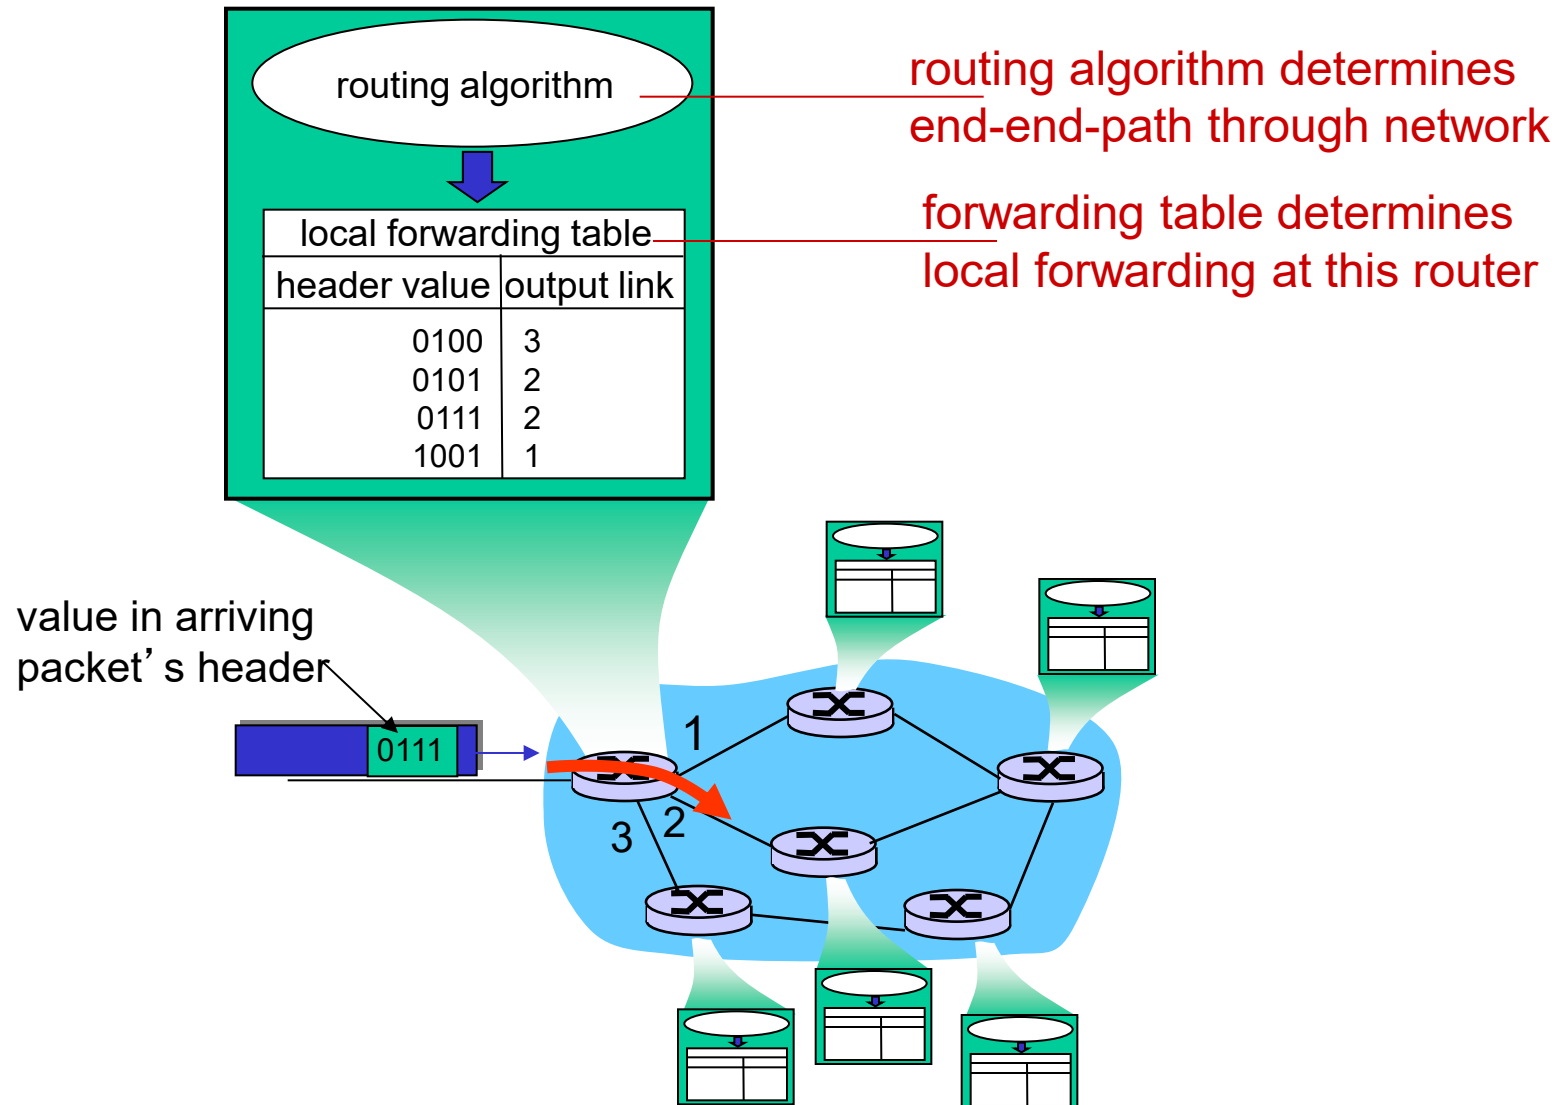 routing algorithm
routing algorithm determines
end-end-path through network
forwarding table determines
local forwarding at this router
local forwarding table
header value output link
0100 3
0101 2
0111 2
1001 1
value in arriving
packet’s header
0111
1
2
3